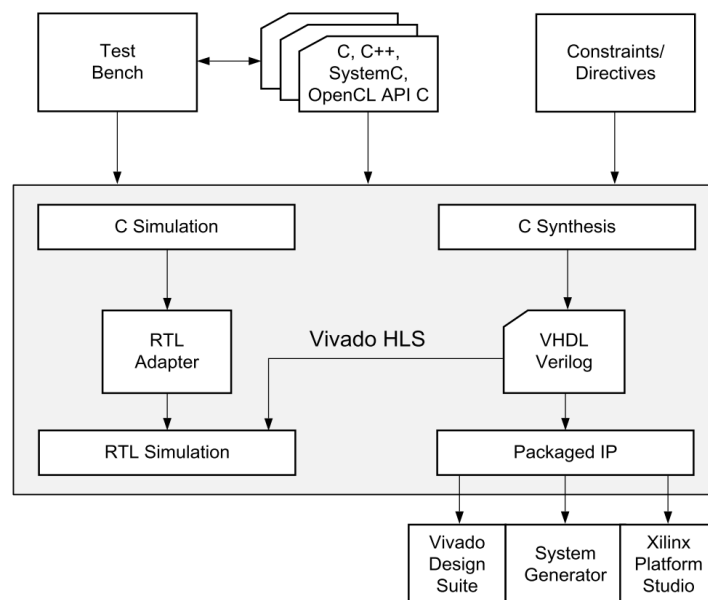 Test
Bench
C, C++,
SystemC,
OpenCL API C
Constraints/
Directives
C Simulation
C Synthesis
RTL
Adapter
Vivado HLS
VHDL
Verilog
RTL Simulation
Packaged IP
Vivado
Design
Suite
System
Generator
Xilinx
Platform
Studio